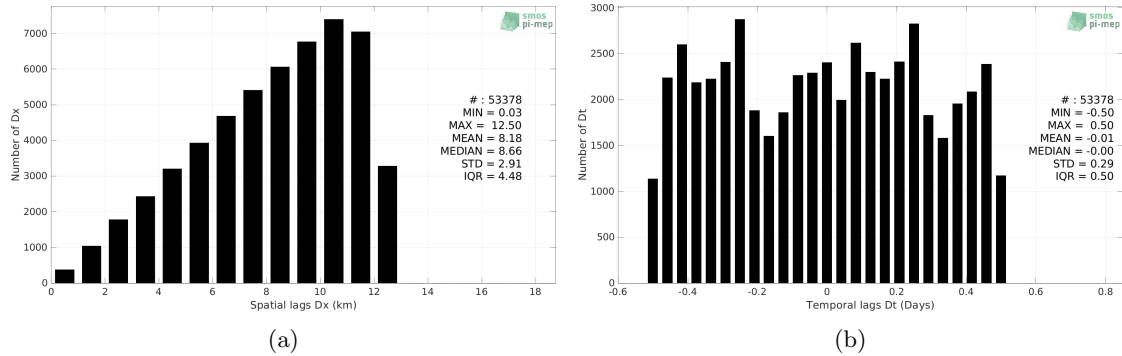 smos
pi-mep
7000
6000
5000
4000
3000
2000
1000
0
Number of Dx
# : 53378
MIN = 0.03
MAX = 12.50
MEAN = 8.18
MEDIAN = 8.66
STD = 2.91
IQR = 4.48
0 2 4 6 8 10 12 14 16 18
Spatial lags Dx (km)
(a)
smos
pi-mep
3000
2500
2000
1500
1000
500
0
Number of Dt
# : 53378
MIN = -0.50
MAX = 0.50
MEAN = -0.01
MEDIAN = -0.00
STD = 0.29
IQR = 0.50
-0.6 -0.4 -0.2 0 0.2 0.4 0.6 0.8
Temporal lags Dt (Days)
(b)